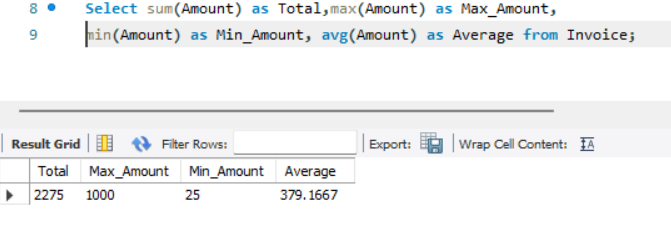 8 Select sum(Amount) as Total,max(Amount) as Max_Amount,
9 min(Amount) as Min_Amount, avg(Amount) as Average from Invoice;
Result Grid Filter Rows: Export: Wrap Cell Content: IA
Total Max_Amount Min_Amount Average
2275 1000 25 379.1667